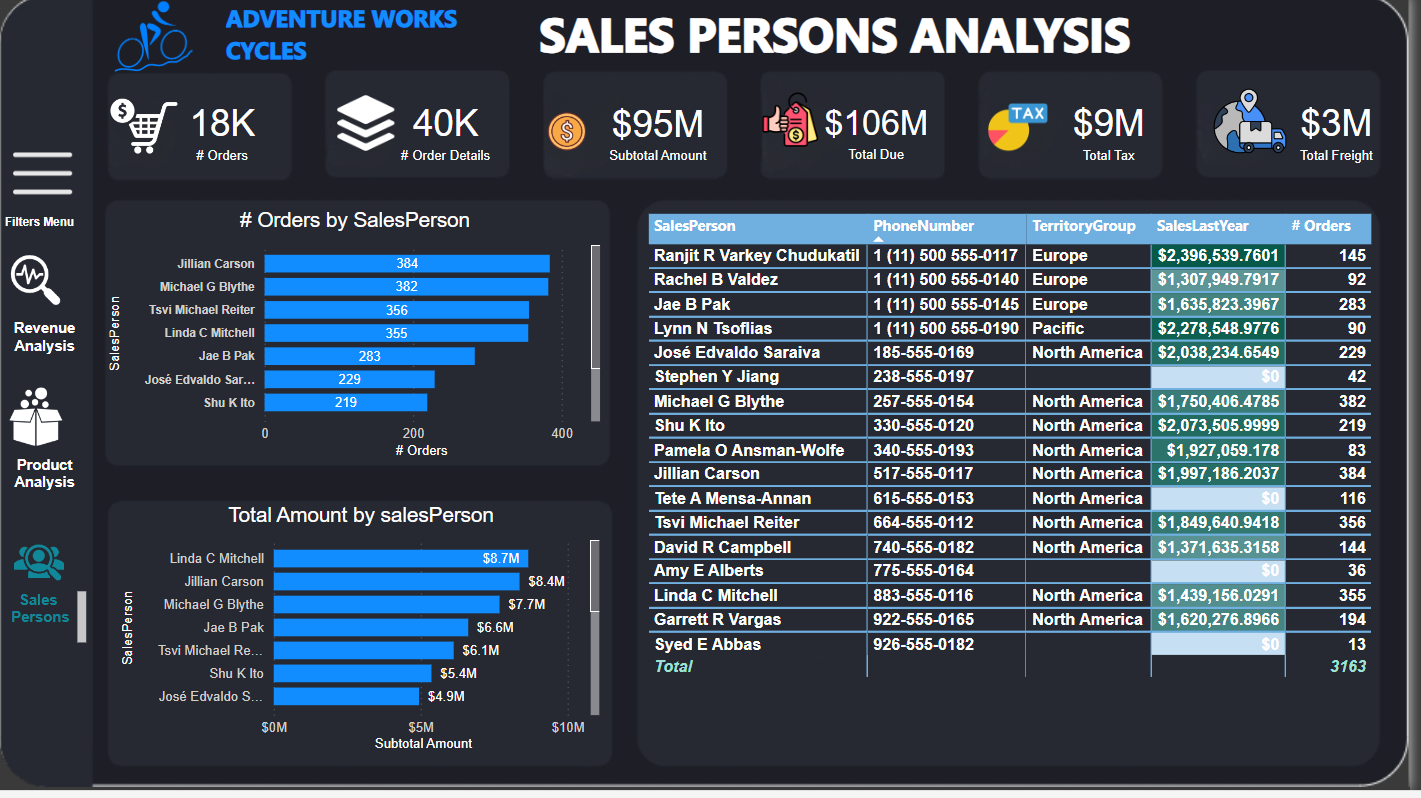 ADVENTURE WORKS
CYCLES
SALES PERSONS ANALYSIS
$
18K
# Orders
40K
# Order Details
$
$95M
Subtotal Amount
$
$106M
Total Due
TAX
$9M
Total Tax
$3M
Total Freight
Filters Menu
Revenue
Analysis
Product
Analysis
Sales
Persons
# Orders by SalesPerson
SalesPerson
Jillian Carson 384
Michael G Blythe 382
Tsvi Michael Reiter 356
Linda C Mitchell 355
Jae B Pak 283
José Edvaldo Sar... 229
Shu K Ito 219
0 200 400
# Orders
Total Amount by salesPerson
SalesPerson
Linda C Mitchell $8.7M
Jillian Carson $8.4M
Michael G Blythe $7.7M
Jae B Pak $6.6M
Tsvi Michael Re... $6.1M
Shu K Ito $5.4M
José Edvaldo S... $4.9M
$0M $5M $10M
Subtotal Amount
SalesPerson PhoneNumber TerritoryGroup SalesLastYear # Orders
Ranjit R Varkey Chudukatil 1 (11) 500 555-0117 Europe $2,396,539.7601 145
Rachel B Valdez 1 (11) 500 555-0140 Europe $1,307,949.7917 92
Jae B Pak 1 (11) 500 555-0145 Europe $1,635,823.3967 283
Lynn N Tsoflias 1 (11) 500 555-0190 Pacific $2,278,548.9776 90
José Edvaldo Saraiva 185-555-0169 North America $2,038,234.6549 229
Stephen Y Jiang 238-555-0197 $0 42
Michael G Blythe 257-555-0154 North America $1,750,406.4785 382
Shu K Ito 330-555-0120 North America $2,073,505.9999 219
Pamela O Ansman-Wolfe 340-555-0193 North America $1,927,059.178 83
Jillian Carson 517-555-0117 North America $1,997,186.2037 384
Tete A Mensa-Annan 615-555-0153 North America $0 116
Tsvi Michael Reiter 664-555-0112 North America $1,849,640.9418 356
David R Campbell 740-555-0182 North America $1,371,635.3158 144
Amy E Alberts 775-555-0164 $0 36
Linda C Mitchell 883-555-0116 North America $1,439,156.0291 355
Garrett R Vargas 922-555-0165 North America $1,620,276.8966 194
Syed E Abbas 926-555-0182 $0 13
Total 3163